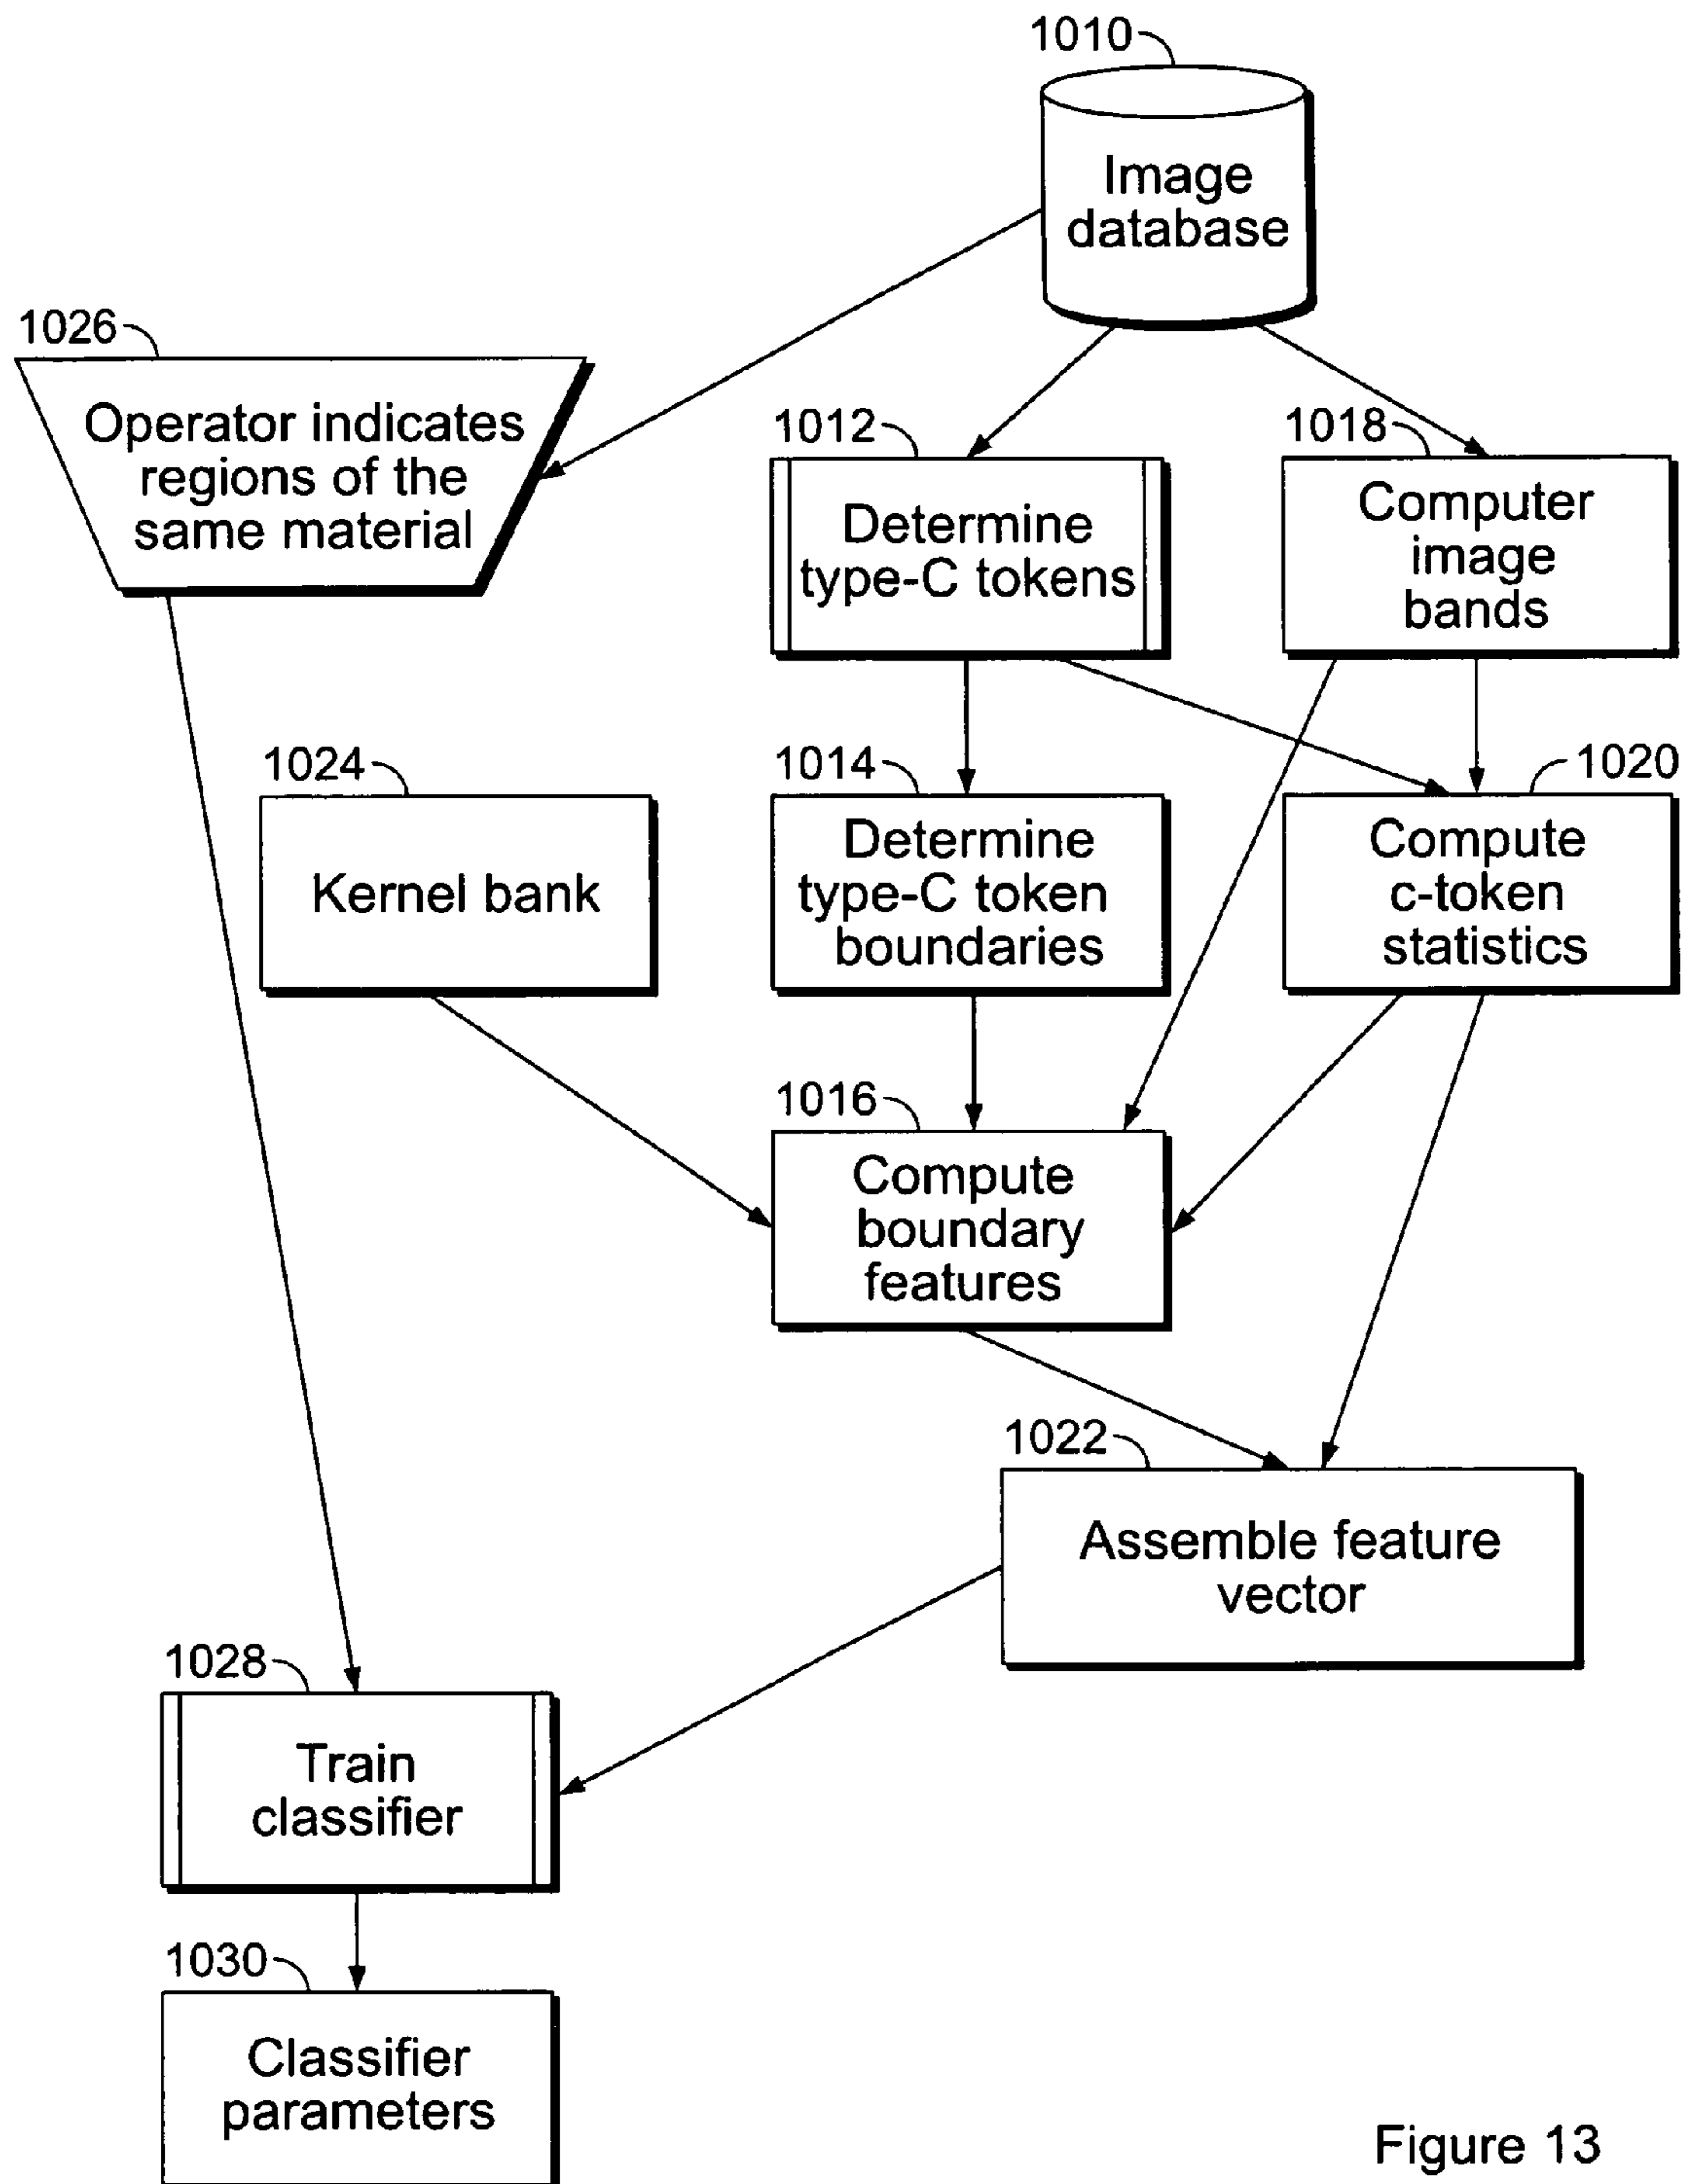 1010
Image
database
1026
Operator indicates
regions of the
same material
1012
Determine
type-C tokens
1018
Computer
image
bands
1024
Kernel bank
1014
Determine
type-C token
boundaries
1020
Compute
c-token
statistics
1016
Compute
boundary
features
1022
Assemble feature
vector
1028
Train
classifier
1030
Classifier
parameters
Figure 13